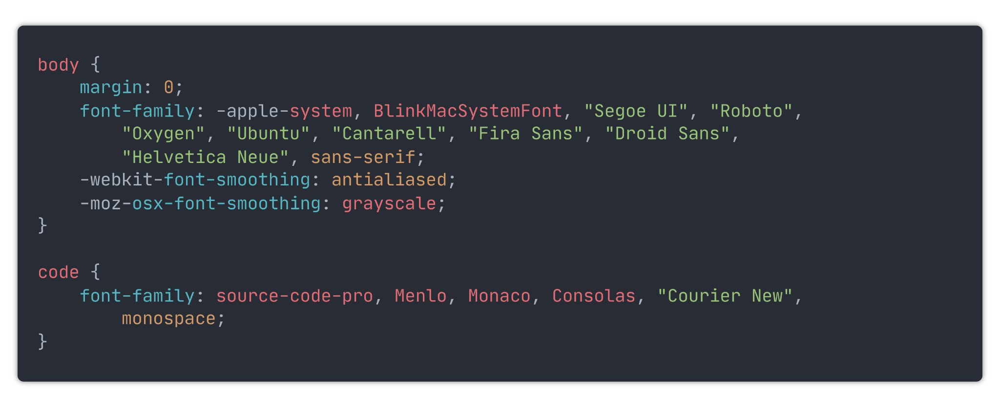 body {
    margin: 0;
    font-family: -apple-system, BlinkMacSystemFont, "Segoe UI", "Roboto",
        "Oxygen", "Ubuntu", "Cantarell", "Fira Sans", "Droid Sans",
        "Helvetica Neue", sans-serif;
    -webkit-font-smoothing: antialiased;
    -moz-osx-font-smoothing: grayscale;
}

code {
    font-family: source-code-pro, Menlo, Monaco, Consolas, "Courier New",
        monospace;
}